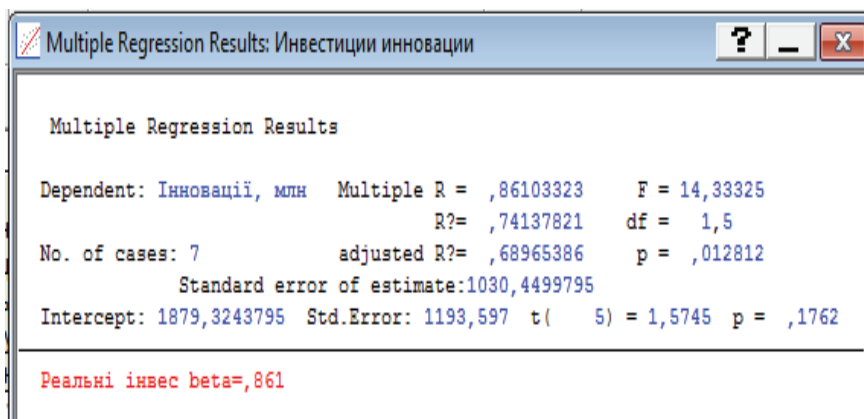 Multiple Regression Results: Инвестиции инновации
Multiple Regression Results
Dependent: Інновації, млн Multiple R = ,86103323 F = 14,33325
R?= ,74137821 df = 1,5
No. of cases: 7 adjusted R?= ,68965386 p = ,012812
Standard error of estimate:1030,4499795
Intercept: 1879,3243795 Std.Error: 1193,597 t( 5) = 1,5745 p = ,1762
Реальні інвес beta=,861